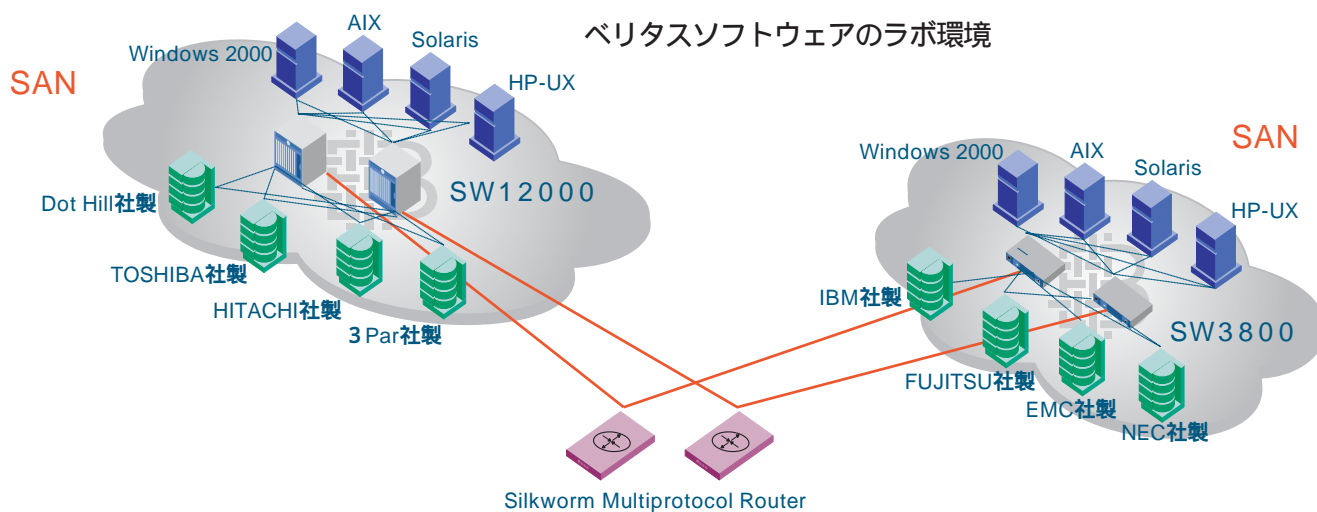 ベリタスソフトウェアのラボ環境
SAN
Windows 2000
AIX
Solaris
HP-UX
SW12000
Dot Hill社製
TOSHIBA社製
HITACHI社製
3 Par社製
SAN
Windows 2000
AIX
Solaris
HP-UX
SW3800
IBM社製
FUJITSU社製
EMC社製
NEC社製
Silkworm Multiprotocol Router